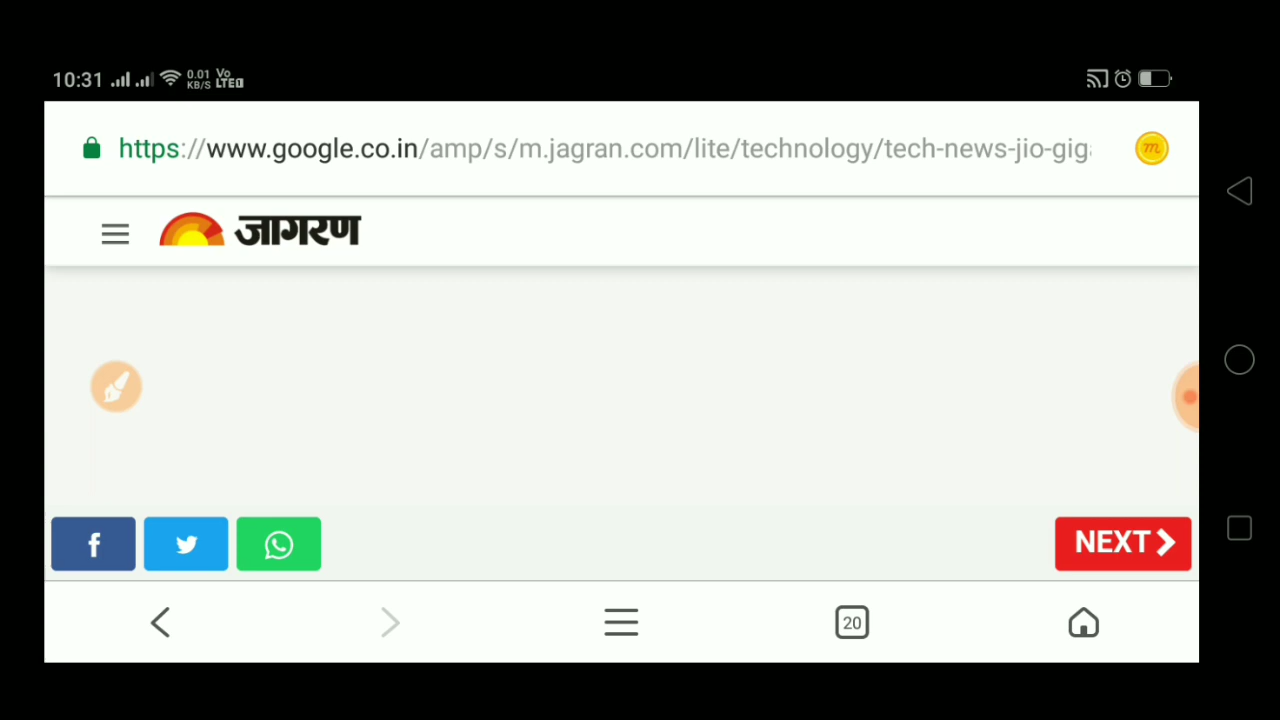 10:31 0.01 KB/S Vo LTE
https://www.google.co.in/amp/s/m.jagran.com/lite/technology/tech-news-jio-gig
m
जागरण
f
NEXT
20